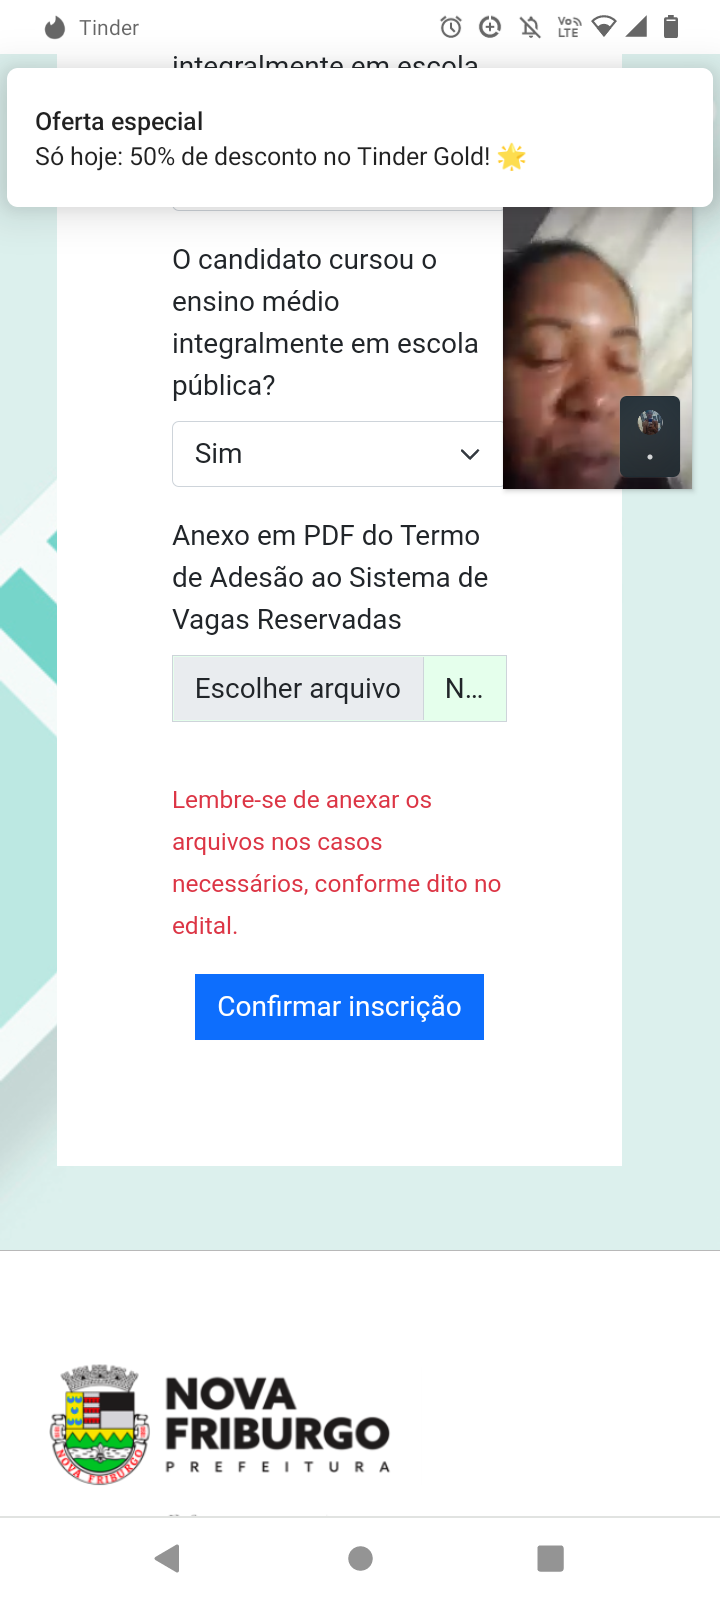 Tinder
Vo LTE
integralmente em escola
Oferta especial
Só hoje: 50% de desconto no Tinder Gold! 🌟
O candidato cursou o
ensino médio
integralmente em escola
pública?
Sim
Anexo em PDF do Termo
de Adesão ao Sistema de
Vagas Reservadas
Escolher arquivo N...
Lembre-se de anexar os
arquivos nos casos
necessários, conforme dito no
edital.
Confirmar inscrição
NOVA
FRIBURGO
PREFEITURA
NOVA FRIBURGO